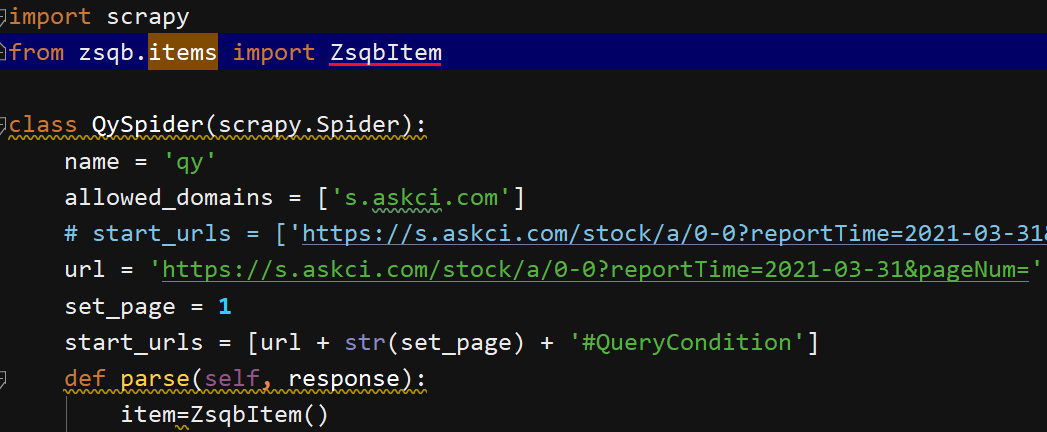 import scrapy
from zsqb.items import ZsqbItem
class QySpider(scrapy.Spider):
name = 'qy'
allowed_domains = ['s.askci.com']
# start_urls = ['https://s.askci.com/stock/a/0-0?reportTime=2021-03-31&
url = 'https://s.askci.com/stock/a/0-0?reportTime=2021-03-31&pageNum='
set_page = 1
start_urls = [url + str(set_page) + '#QueryCondition']
def parse(self, response):
item=ZsqbItem()